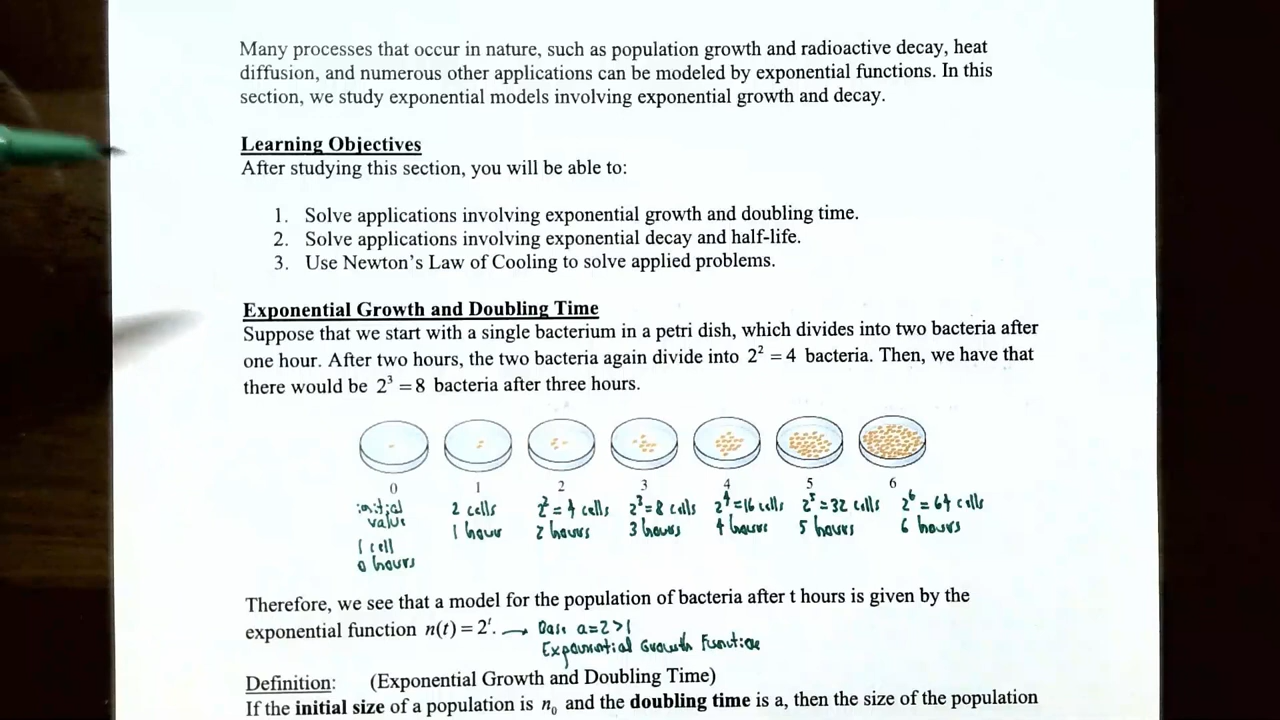 Many processes that occur in nature, such as population growth and radioactive decay, heat
diffusion, and numerous other applications can be modeled by exponential functions. In this
section, we study exponential models involving exponential growth and decay.
Learning Objectives
After studying this section, you will be able to:
1. Solve applications involving exponential growth and doubling time.
2. Solve applications involving exponential decay and half-life.
3. Use Newton's Law of Cooling to solve applied problems.
Exponential Growth and Doubling Time
Suppose that we start with a single bacterium in a petri dish, which divides into two bacteria after
one hour. After two hours, the two bacteria again divide into 2² = 4 bacteria. Then, we have that
there would be 2³ = 8 bacteria after three hours.
0 1 2 3 4 5 6
initial 2 cells 2² = 4 cells 2³ = 8 cells 2⁴ = 16 cells 2⁵ = 32 cells 2⁶ = 64 cells
value 1 hour 2 hours 3 hours 4 hours 5 hours 6 hours
1 cell
0 hours
Therefore, we see that a model for the population of bacteria after t hours is given by the
exponential function n(t) = 2ᵗ. → Base a=2>1
Exponential Growth Function
Definition: (Exponential Growth and Doubling Time)
If the initial size of a population is n₀ and the doubling time is a, then the size of the population